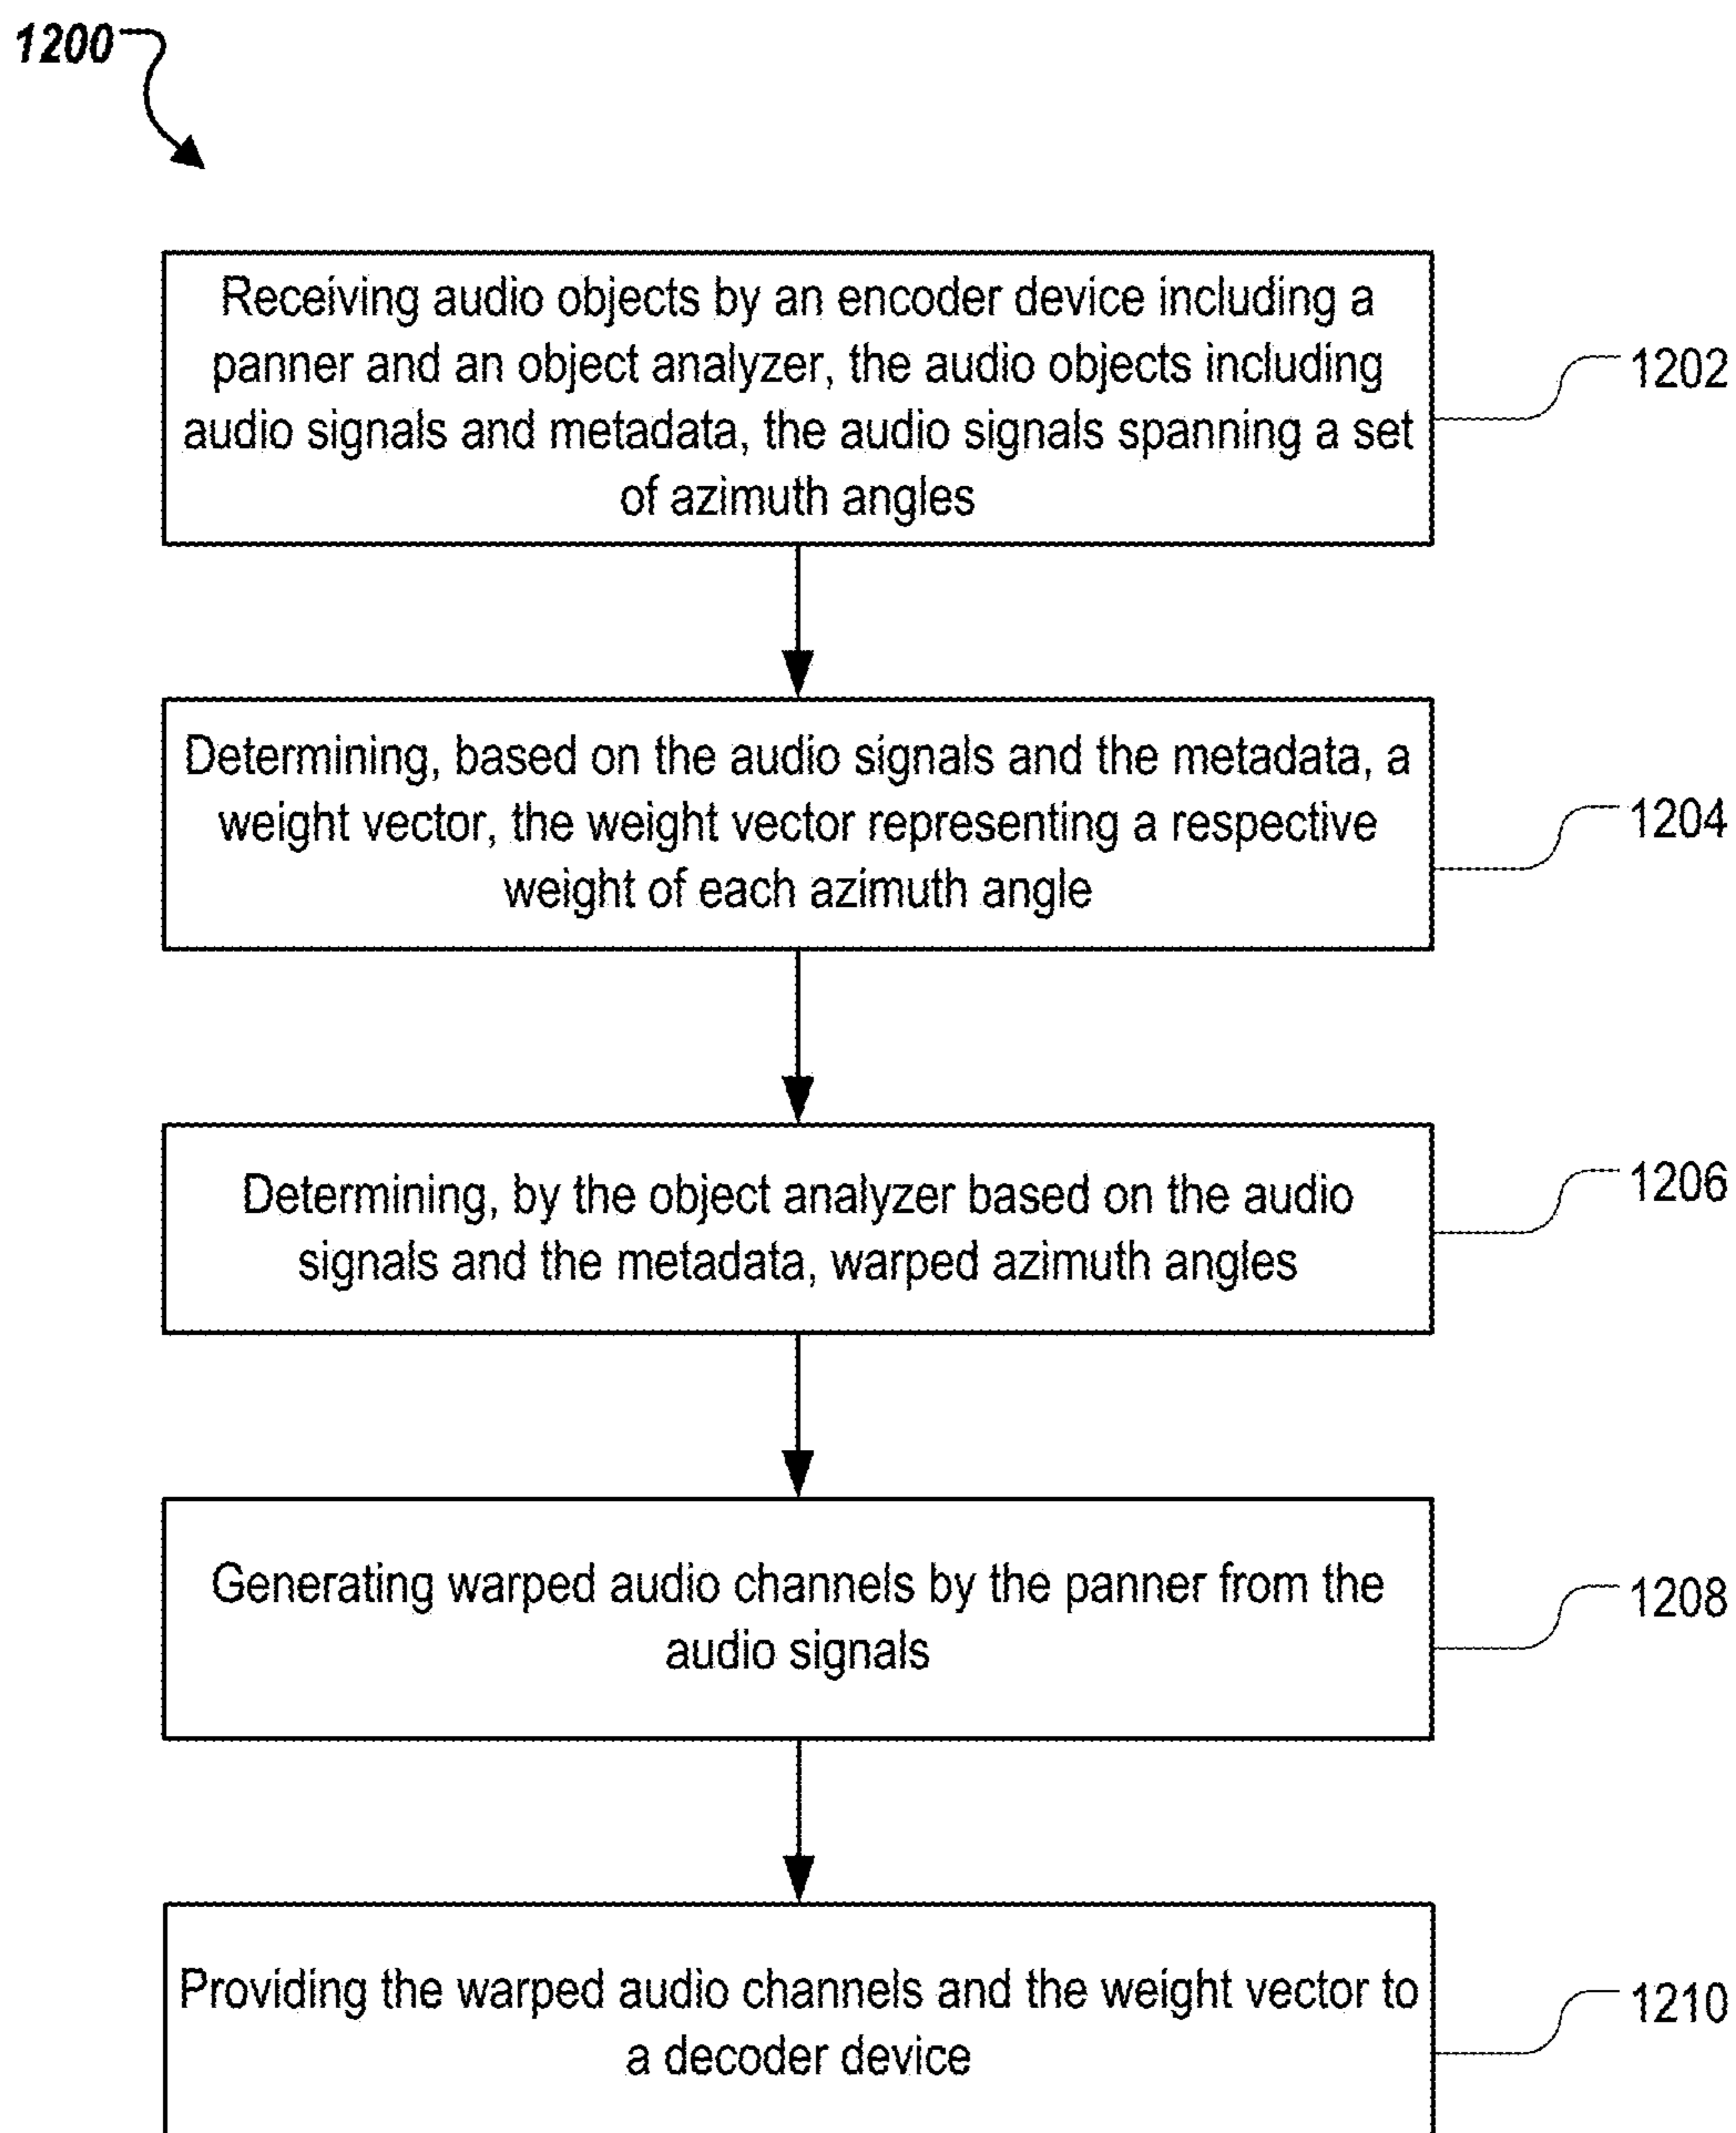 1200
Receiving audio objects by an encoder device including a
panner and an object analyzer, the audio objects including
audio signals and metadata, the audio signals spanning a set
of azimuth angles
1202
Determining, based on the audio signals and the metadata, a
weight vector, the weight vector representing a respective
weight of each azimuth angle
1204
Determining, by the object analyzer based on the audio
signals and the metadata, warped azimuth angles
1206
Generating warped audio channels by the panner from the
audio signals
1208
Providing the warped audio channels and the weight vector to
a decoder device
1210